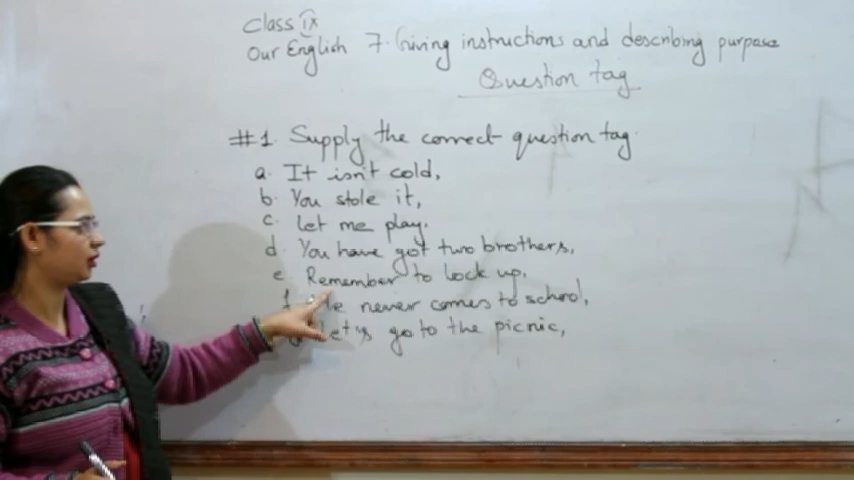 Class IX
Our English 7. Giving instructions and describing purpose
Question tag
#1. Supply the correct question tag.
a. It isn't cold,
b. You stole it,
c. Let me play.
d. You have got two brothers,
e. Remember to lock up,
f. never comes to school,
Let's go to the picnic,